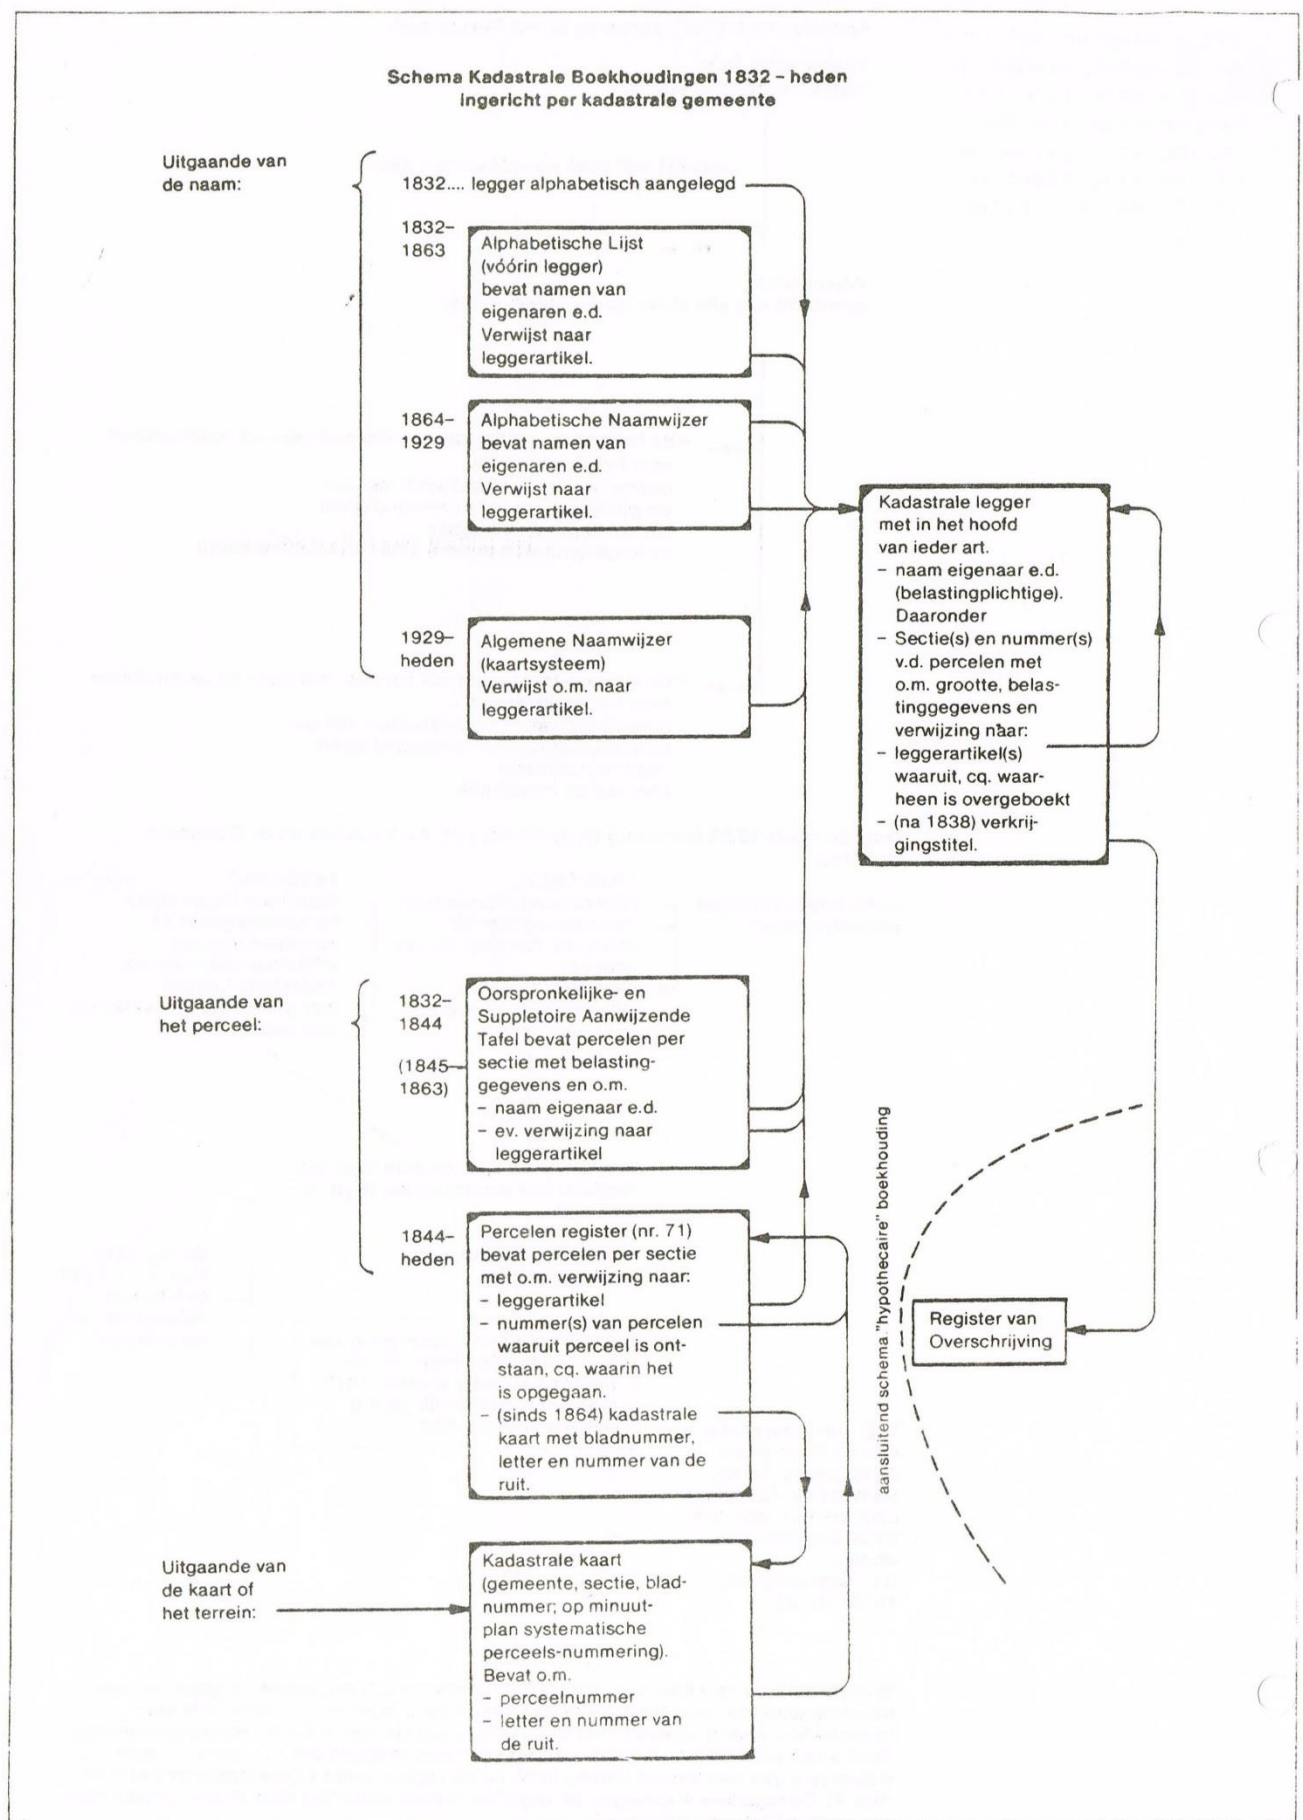 Schema Kadastrale Boekhoudingen 1832 – heden
ingericht per kadastrale gemeente
Uitgaande van
de naam:
1832.... legger alphabetisch aangelegd
1832–
1863
Alphabetische Lijst
(vóórin legger)
bevat namen van
eigenaren e.d.
Verwijst naar
leggerartikel.
1864–
1929
Alphabetische Naamwijzer
bevat namen van
eigenaren e.d.
Verwijst naar
leggerartikel.
1929–
heden
Algemene Naamwijzer
(kaartsysteem)
Verwijst o.m. naar
leggerartikel.
Kadastrale legger
met in het hoofd
van ieder art.
– naam eigenaar e.d.
(belastingplichtige).
Daaronder
– Sectie(s) en nummer(s)
v.d. percelen met
o.m. grootte, belas-
tinggegevens en
verwijzing naar:
– leggerartikel(s)
waaruit, cq. waar-
heen is overgeboekt
– (na 1838) verkrij-
gingstitel.
Uitgaande van
het perceel:
1832–
1844
(1845–
1863)
Oorspronkelijke- en
Suppletoire Aanwijzende
Tafel bevat percelen per
sectie met belasting-
gegevens en o.m.
– naam eigenaar e.d.
– ev. verwijzing naar
leggerartikel
1844–
heden
Percelen register (nr. 71)
bevat percelen per sectie
met o.m. verwijzing naar:
– leggerartikel
– nummer(s) van percelen
waaruit perceel is ont-
staan, cq. waarin het
is opgegaan.
– (sinds 1864) kadastrale
kaart met bladnummer,
letter en nummer van de
ruit.
aansluitend schema "hypothecaire" boekhouding
Register van
Overschrijving
Uitgaande van
de kaart of
het terrein:
Kadastrale kaart
(gemeente, sectie, blad-
nummer; op minuut-
plan systematische
perceels-nummering).
Bevat o.m.
– perceelnummer
– letter en nummer van
de ruit.